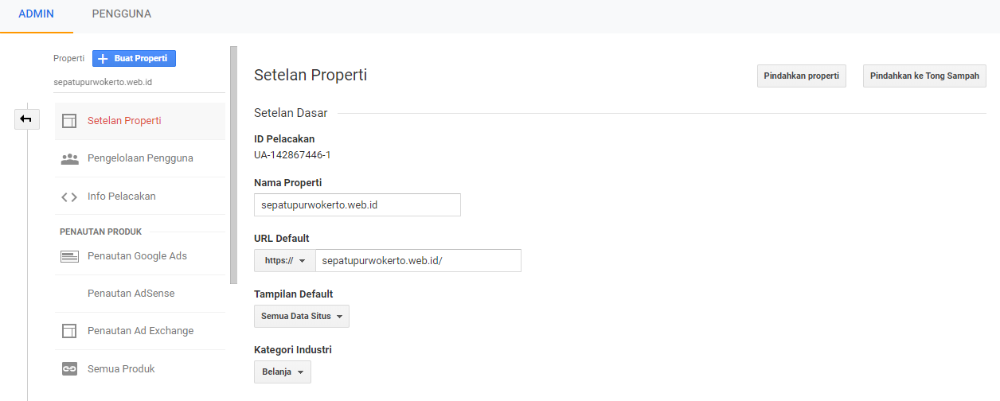 ADMIN
PENGGUNA
Properti
Buat Properti
sepatupurwokerto.web.id
Setelan Properti
Pengelolaan Pengguna
Info Pelacakan
PENAUTAN PRODUK
Penautan Google Ads
Penautan AdSense
Penautan Ad Exchange
Semua Produk
Setelan Properti
Pindahkan properti
Pindahkan ke Tong Sampah
Setelan Dasar
ID Pelacakan
UA-142867446-1
Nama Properti
sepatupurwokerto.web.id
URL Default
https:// sepatupurwokerto.web.id/
Tampilan Default
Semua Data Situs
Kategori Industri
Belanja